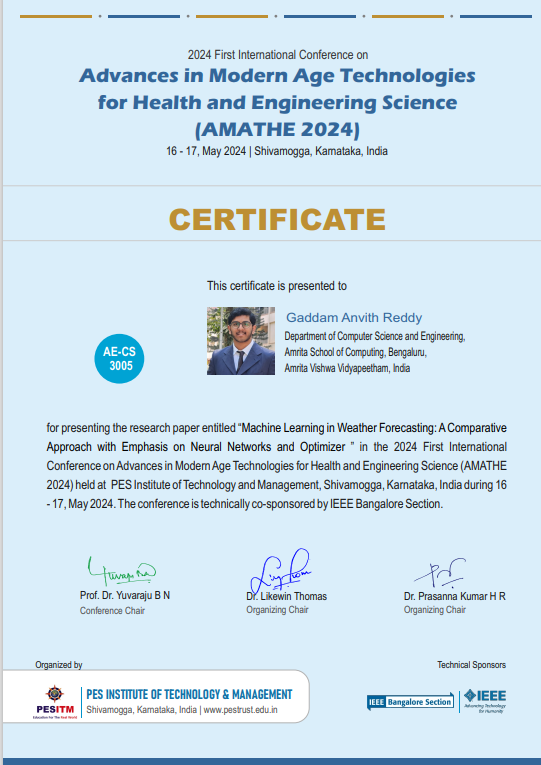 2024 First International Conference on
Advances in Modern Age Technologies
for Health and Engineering Science
(AMATHE 2024)
16 - 17, May 2024 | Shivamogga, Karnataka, India
CERTIFICATE
This certificate is presented to
Gaddam Anvith Reddy
Department of Computer Science and Engineering,
Amrita School of Computing, Bengaluru,
Amrita Vishwa Vidyapeetham, India
AE-CS
3005
for presenting the research paper entitled “Machine Learning in Weather Forecasting: A Comparative
Approach with Emphasis on Neural Networks and Optimizer ” in the 2024 First International
Conference on Advances in Modern Age Technologies for Health and Engineering Science (AMATHE
2024) held at PES Institute of Technology and Management, Shivamogga, Karnataka, India during 16
- 17, May 2024. The conference is technically co-sponsored by IEEE Bangalore Section.
Prof. Dr. Yuvaraju B N
Conference Chair
Dr. Likewin Thomas
Organizing Chair
Dr. Prasanna Kumar H R
Organizing Chair
Organized by
PESITM
Education For The Real World
PES INSTITUTE OF TECHNOLOGY & MANAGEMENT
Shivamogga, Karnataka, India | www.pestrust.edu.in
Technical Sponsors
IEEE Bangalore Section
IEEE
Advancing Technology
for Humanity